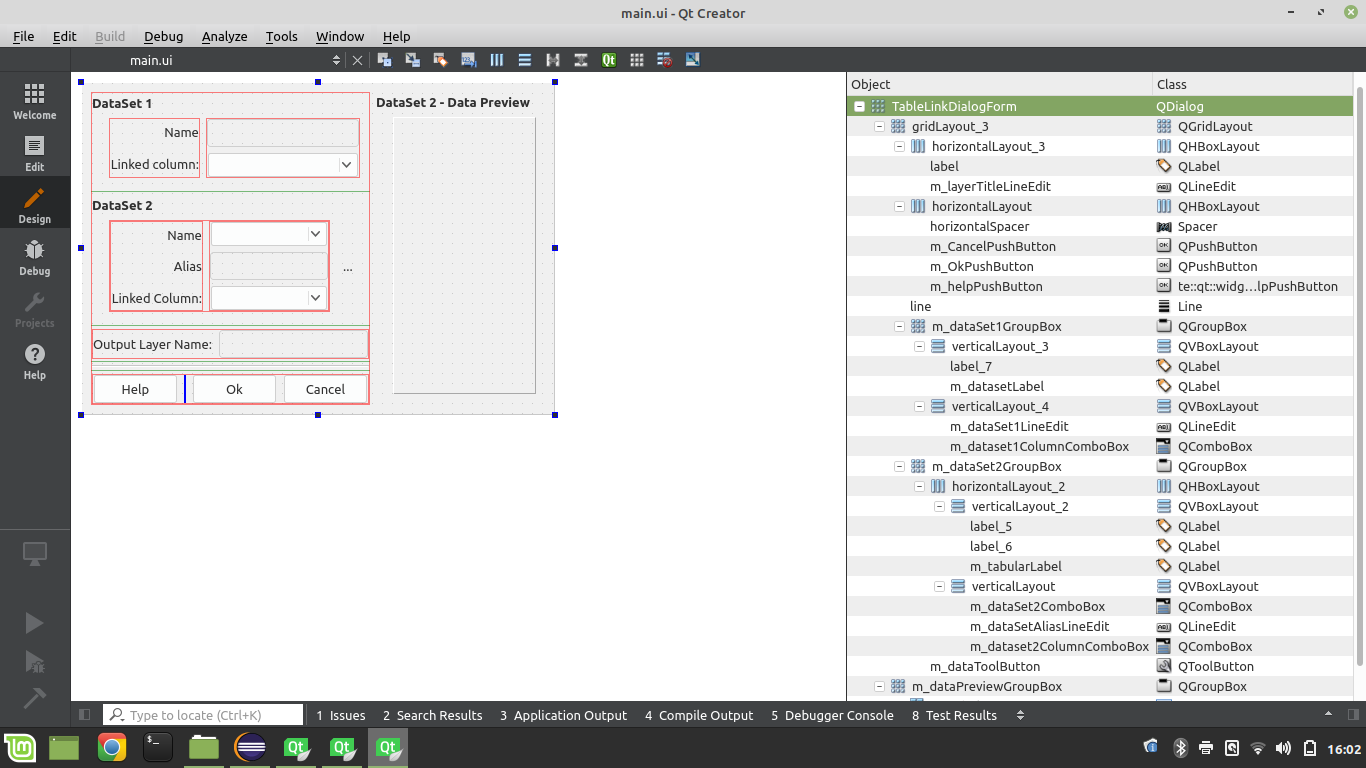 main.ui - Qt Creator
File Edit Build Debug Analyze Tools Window Help
main.ui
Welcome
Edit
Design
Debug
Projects
Help
DataSet 1
Name
Linked column:
DataSet 2
Name
Alias
...
Linked Column:
Output Layer Name:
Help Ok Cancel
DataSet 2 - Data Preview
Object Class
TableLinkDialogForm QDialog
gridLayout_3 QGridLayout
horizontalLayout_3 QHBoxLayout
label QLabel
m_layerTitleLineEdit QLineEdit
horizontalLayout QHBoxLayout
horizontalSpacer Spacer
m_CancelPushButton QPushButton
m_OkPushButton QPushButton
m_helpPushButton te::qt::widg...lpPushButton
line Line
m_dataSet1GroupBox QGroupBox
verticalLayout_3 QVBoxLayout
label_7 QLabel
m_datasetLabel QLabel
verticalLayout_4 QVBoxLayout
m_dataSet1LineEdit QLineEdit
m_dataset1ColumnComboBox QComboBox
m_dataSet2GroupBox QGroupBox
horizontalLayout_2 QHBoxLayout
verticalLayout_2 QVBoxLayout
label_5 QLabel
label_6 QLabel
m_tabularLabel QLabel
verticalLayout QVBoxLayout
m_dataSet2ComboBox QComboBox
m_dataSetAliasLineEdit QLineEdit
m_dataset2ColumnComboBox QComboBox
m_dataToolButton QToolButton
m_dataPreviewGroupBox QGroupBox
Type to locate (Ctrl+K) 1 Issues 2 Search Results 3 Application Output 4 Compile Output 5 Debugger Console 8 Test Results
16:02